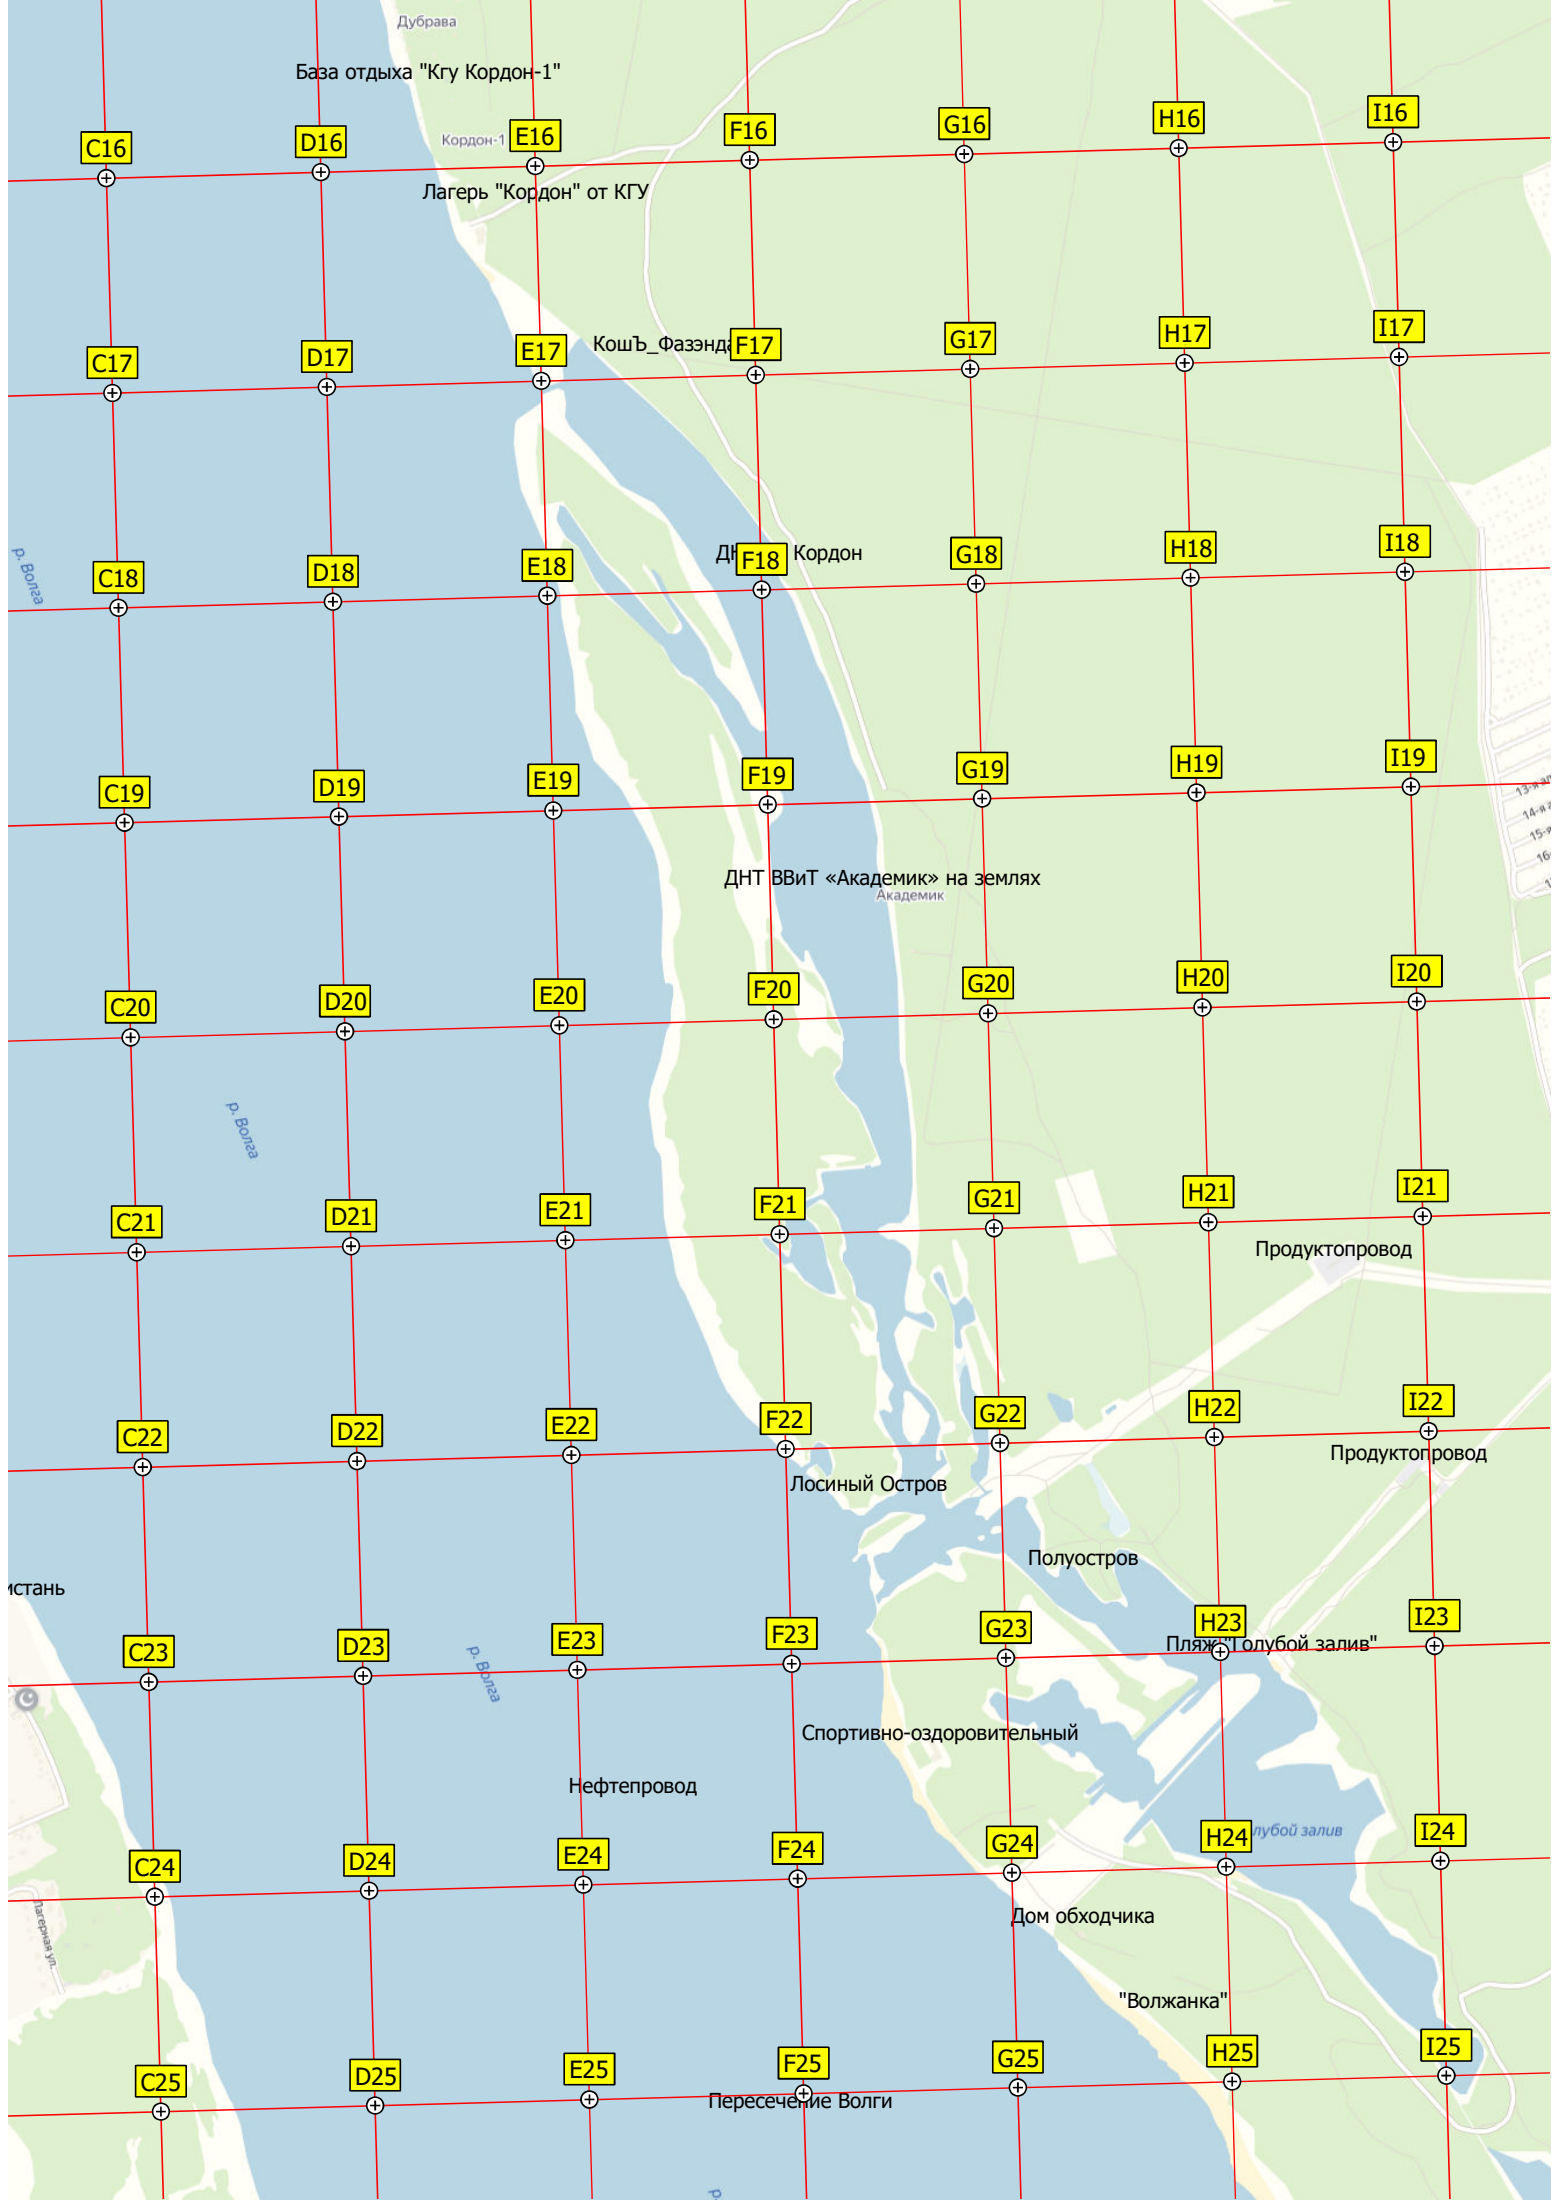 Дубрава
База отдыха "Кгу Кордон-1"
C16
D16
Кордон-1
E16
F16
G16
H16
I16
Лагерь "Кордон" от КГУ
C17
D17
E17
КошЪ_Фазэнда
F17
G17
H17
I17
р. Волга
C18
D18
E18
F18
Кордон
G18
H18
I18
C19
D19
E19
F19
G19
H19
I19
ДНТ ВВиТ «Академик» на землях
Академик
C20
D20
E20
F20
G20
H20
I20
р. Волга
C21
D21
E21
F21
G21
H21
I21
Продуктопровод
C22
D22
E22
F22
G22
H22
I22
Продуктопровод
Лосиный Остров
Полуостров
истань
C23
D23
E23
F23
G23
H23
I23
Пляж "Голубой залив"
р. Волга
Спортивно-оздоровительный
Нефтепровод
лубой залив
C24
D24
E24
F24
G24
H24
I24
Лагерная ул.
Дом обходчика
"Волжанка"
C25
D25
E25
F25
G25
H25
I25
Пересечение Волги